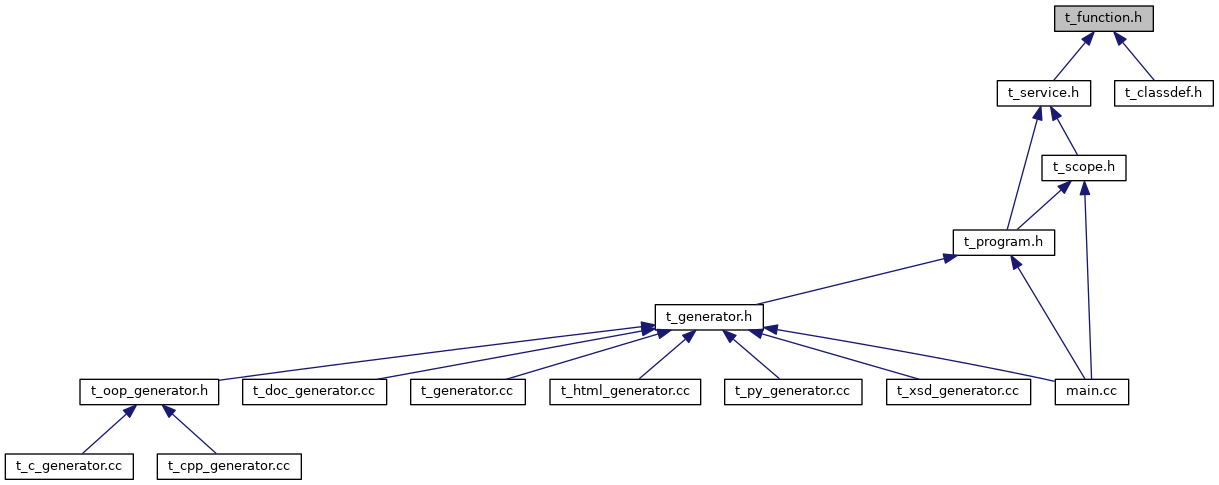 t_function.h
t_service.h
t_classdef.h
t_scope.h
t_program.h
t_generator.h
t_oop_generator.h
t_doc_generator.cc
t_generator.cc
t_html_generator.cc
t_py_generator.cc
t_xsd_generator.cc
main.cc
t_c_generator.cc
t_cpp_generator.cc